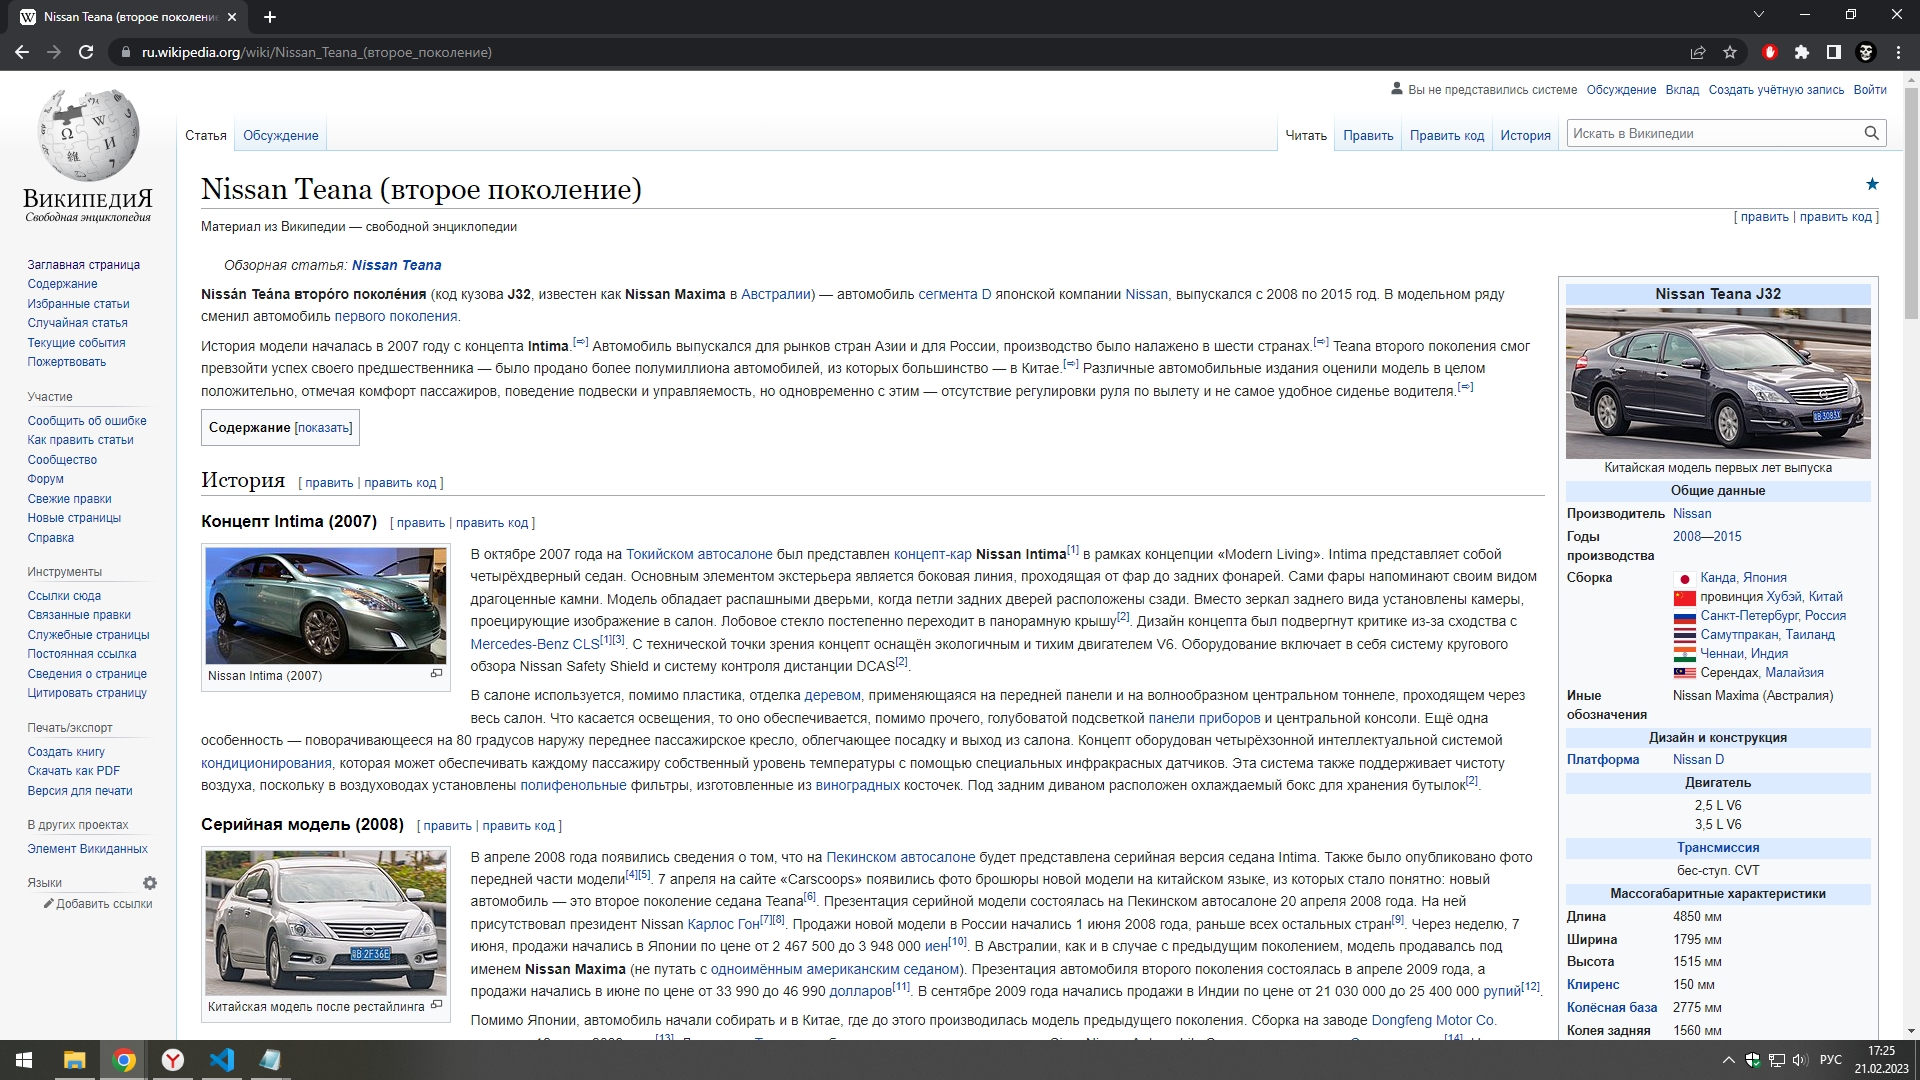 Nissan Teana (второе поколение
ru.wikipedia.org/wiki/Nissan_Teana_(второе_поколение)
Вы не представились системе Обсуждение Вклад Создать учётную запись Войти
Статья Обсуждение Читать Править Править код История Искать в Википедии
ВикипедиЯ
Свободная энциклопедия
Заглавная страница
Содержание
Избранные статьи
Случайная статья
Текущие события
Пожертвовать
Участие
Сообщить об ошибке
Как править статьи
Сообщество
Форум
Свежие правки
Новые страницы
Справка
Инструменты
Ссылки сюда
Связанные правки
Служебные страницы
Постоянная ссылка
Сведения о странице
Цитировать страницу
Печать/экспорт
Создать книгу
Скачать как PDF
Версия для печати
В других проектах
Элемент Викиданных
Языки
Добавить ссылки
Nissan Teana (второе поколение)
[ править | править код ]
Материал из Википедии — свободной энциклопедии
Обзорная статья: Nissan Teana
Nissán Teána второ́го поколе́ния (код кузова J32, известен как Nissan Maxima в Австралии) — автомобиль сегмента D японской компании Nissan, выпускался с 2008 по 2015 год. В модельном ряду
сменил автомобиль первого поколения.
История модели началась в 2007 году с концепта Intima.[⇨] Автомобиль выпускался для рынков стран Азии и для России, производство было налажено в шести странах.[⇨] Teana второго поколения смог
превзойти успех своего предшественника — было продано более полумиллиона автомобилей, из которых большинство — в Китае.[⇨] Различные автомобильные издания оценили модель в целом
положительно, отмечая комфорт пассажиров, поведение подвески и управляемость, но одновременно с этим — отсутствие регулировки руля по вылету и не самое удобное сиденье водителя.[⇨]
Содержание [показать]
История [ править | править код ]
Концепт Intima (2007) [ править | править код ]
Nissan Intima (2007)
В октябре 2007 года на Токийском автосалоне был представлен концепт-кар Nissan Intima[1] в рамках концепции «Modern Living». Intima представляет собой
четырёхдверный седан. Основным элементом экстерьера является боковая линия, проходящая от фар до задних фонарей. Сами фары напоминают своим видом
драгоценные камни. Модель обладает распашными дверьми, когда петли задних дверей расположены сзади. Вместо зеркал заднего вида установлены камеры,
проецирующие изображение в салон. Лобовое стекло постепенно переходит в панорамную крышу[2]. Дизайн концепта был подвергнут критике из-за сходства с
Mercedes-Benz CLS[1][3]. С технической точки зрения концепт оснащён экологичным и тихим двигателем V6. Оборудование включает в себя систему кругового
обзора Nissan Safety Shield и систему контроля дистанции DCAS[2].
В салоне используется, помимо пластика, отделка деревом, применяющаяся на передней панели и на волнообразном центральном тоннеле, проходящем через
весь салон. Что касается освещения, то оно обеспечивается, помимо прочего, голубоватой подсветкой панели приборов и центральной консоли. Ещё одна
особенность — поворачивающееся на 80 градусов наружу переднее пассажирское кресло, облегчающее посадку и выход из салона. Концепт оборудован четырёхзонной интеллектуальной системой
кондиционирования, которая может обеспечивать каждому пассажиру собственный уровень температуры с помощью специальных инфракрасных датчиков. Эта система также поддерживает чистоту
воздуха, поскольку в воздуховодах установлены полифенольные фильтры, изготовленные из виноградных косточек. Под задним диваном расположен охлаждаемый бокс для хранения бутылок[2].
Серийная модель (2008) [ править | править код ]
粤B·2F36E
Китайская модель после рестайлинга
В апреле 2008 года появились сведения о том, что на Пекинском автосалоне будет представлена серийная версия седана Intima. Также было опубликовано фото
передней части модели[4][5]. 7 апреля на сайте «Carscoops» появились фото брошюры новой модели на китайском языке, из которых стало понятно: новый
автомобиль — это второе поколение седана Teana[6]. Презентация серийной модели состоялась на Пекинском автосалоне 20 апреля 2008 года. На ней
присутствовал президент Nissan Карлос Гон[7][8]. Продажи новой модели в России начались 1 июня 2008 года, раньше всех остальных стран[9]. Через неделю, 7
июня, продажи начались в Японии по цене от 2 467 500 до 3 948 000 иен[10]. В Австралии, как и в случае с предыдущим поколением, модель продавалсь под
именем Nissan Maxima (не путать с одноимённым американским седаном). Презентация автомобиля второго поколения состоялась в апреле 2009 года, а
продажи начались в июне по цене от 33 990 до 46 990 долларов[11]. В сентябре 2009 года начались продажи в Индии по цене от 21 030 000 до 25 400 000 рупий[12].
Помимо Японии, автомобиль начали собирать и в Китае, где до этого производилась модель предыдущего поколения. Сборка на заводе Dongfeng Motor Co.
Nissan Teana J32
粤B·3083X
Китайская модель первых лет выпуска
Общие данные
Производитель Nissan
Годы производства 2008—2015
Сборка Канда, Япония
провинция Хубэй, Китай
Санкт-Петербург, Россия
Самутпракан, Таиланд
Ченнаи, Индия
Серендах, Малайзия
Иные обозначения Nissan Maxima (Австралия)
Дизайн и конструкция
Платформа Nissan D
Двигатель
2,5 L V6
3,5 L V6
Трансмиссия
бес-ступ. CVT
Массогабаритные характеристики
Длина 4850 мм
Ширина 1795 мм
Высота 1515 мм
Клиренс 150 мм
Колёсная база 2775 мм
Колея задняя 1560 мм
РУС
17:25
21.02.2023